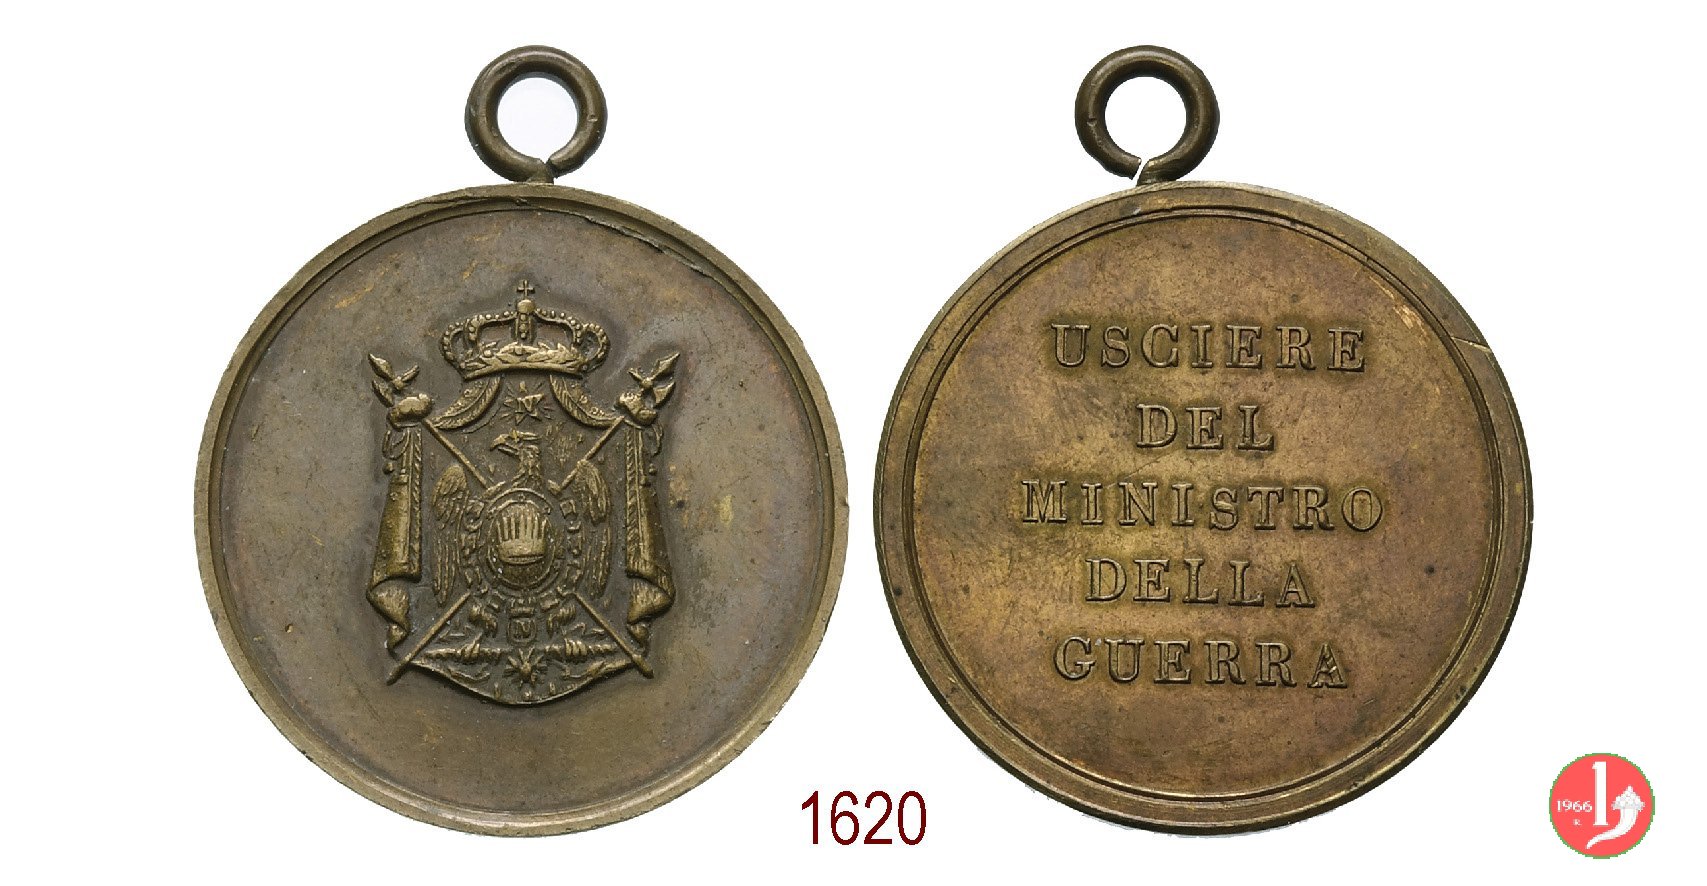 N
N
USCIERE
DEL
MINISTRO
DELLA
GUERRA
1620
1966
R.